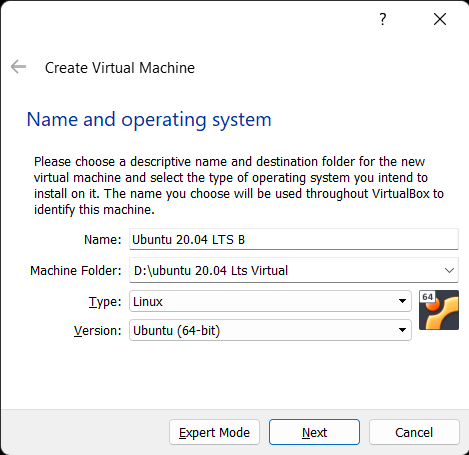 ?
Create Virtual Machine
Name and operating system
Please choose a descriptive name and destination folder for the new
virtual machine and select the type of operating system you intend to
install on it. The name you choose will be used throughout VirtualBox to
identify this machine.
Name: Ubuntu 20.04 LTS B
Machine Folder: D:\ubuntu 20.04 Lts Virtual
Type: Linux
64
Version: Ubuntu (64-bit)
Expert Mode Next Cancel